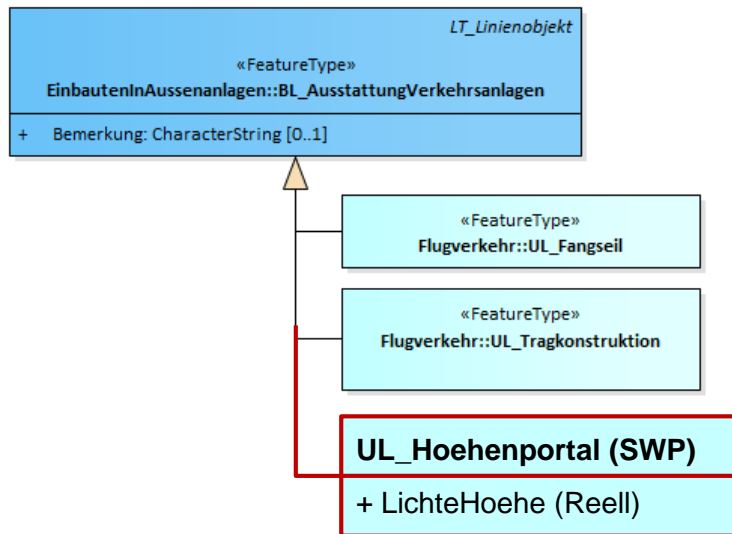 LT_Linienobjekt
«FeatureType»
EinbautenInAussenanlagen::BL_AusstattungVerkehrsanlagen
+ Bemerkung: CharacterString [0..1]
«FeatureType»
Flugverkehr::UL_Fangseil
«FeatureType»
Flugverkehr::UL_Tragkonstruktion
UL_Hoehenportal (SWP)
+ LichteHoehe (Reell)